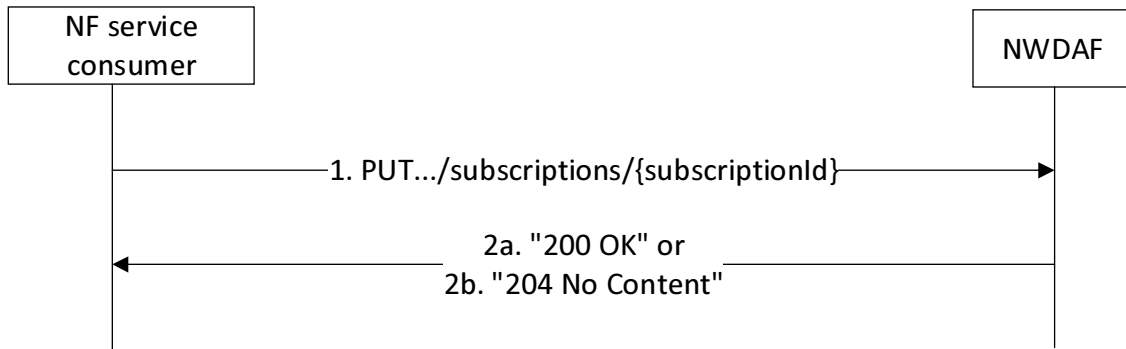 NF service
consumer
NWDAF
1. PUT.../subscriptions/{subscriptionId}
2a. "200 OK" or
2b. "204 No Content"